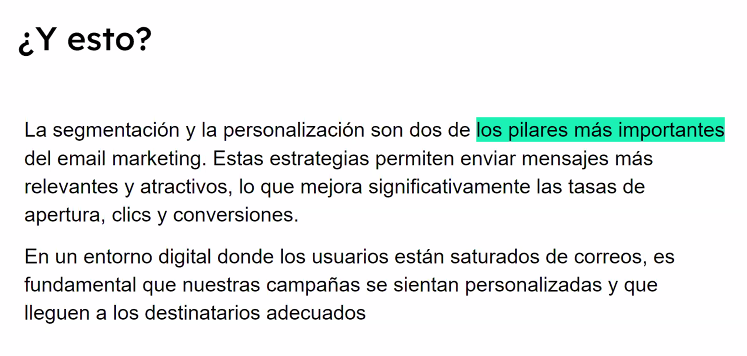 ¿Y esto?
La segmentación y la personalización son dos de los pilares más importantes
del email marketing. Estas estrategias permiten enviar mensajes más
relevantes y atractivos, lo que mejora significativamente las tasas de
apertura, clics y conversiones.
En un entorno digital donde los usuarios están saturados de correos, es
fundamental que nuestras campañas se sientan personalizadas y que
lleguen a los destinatarios adecuados